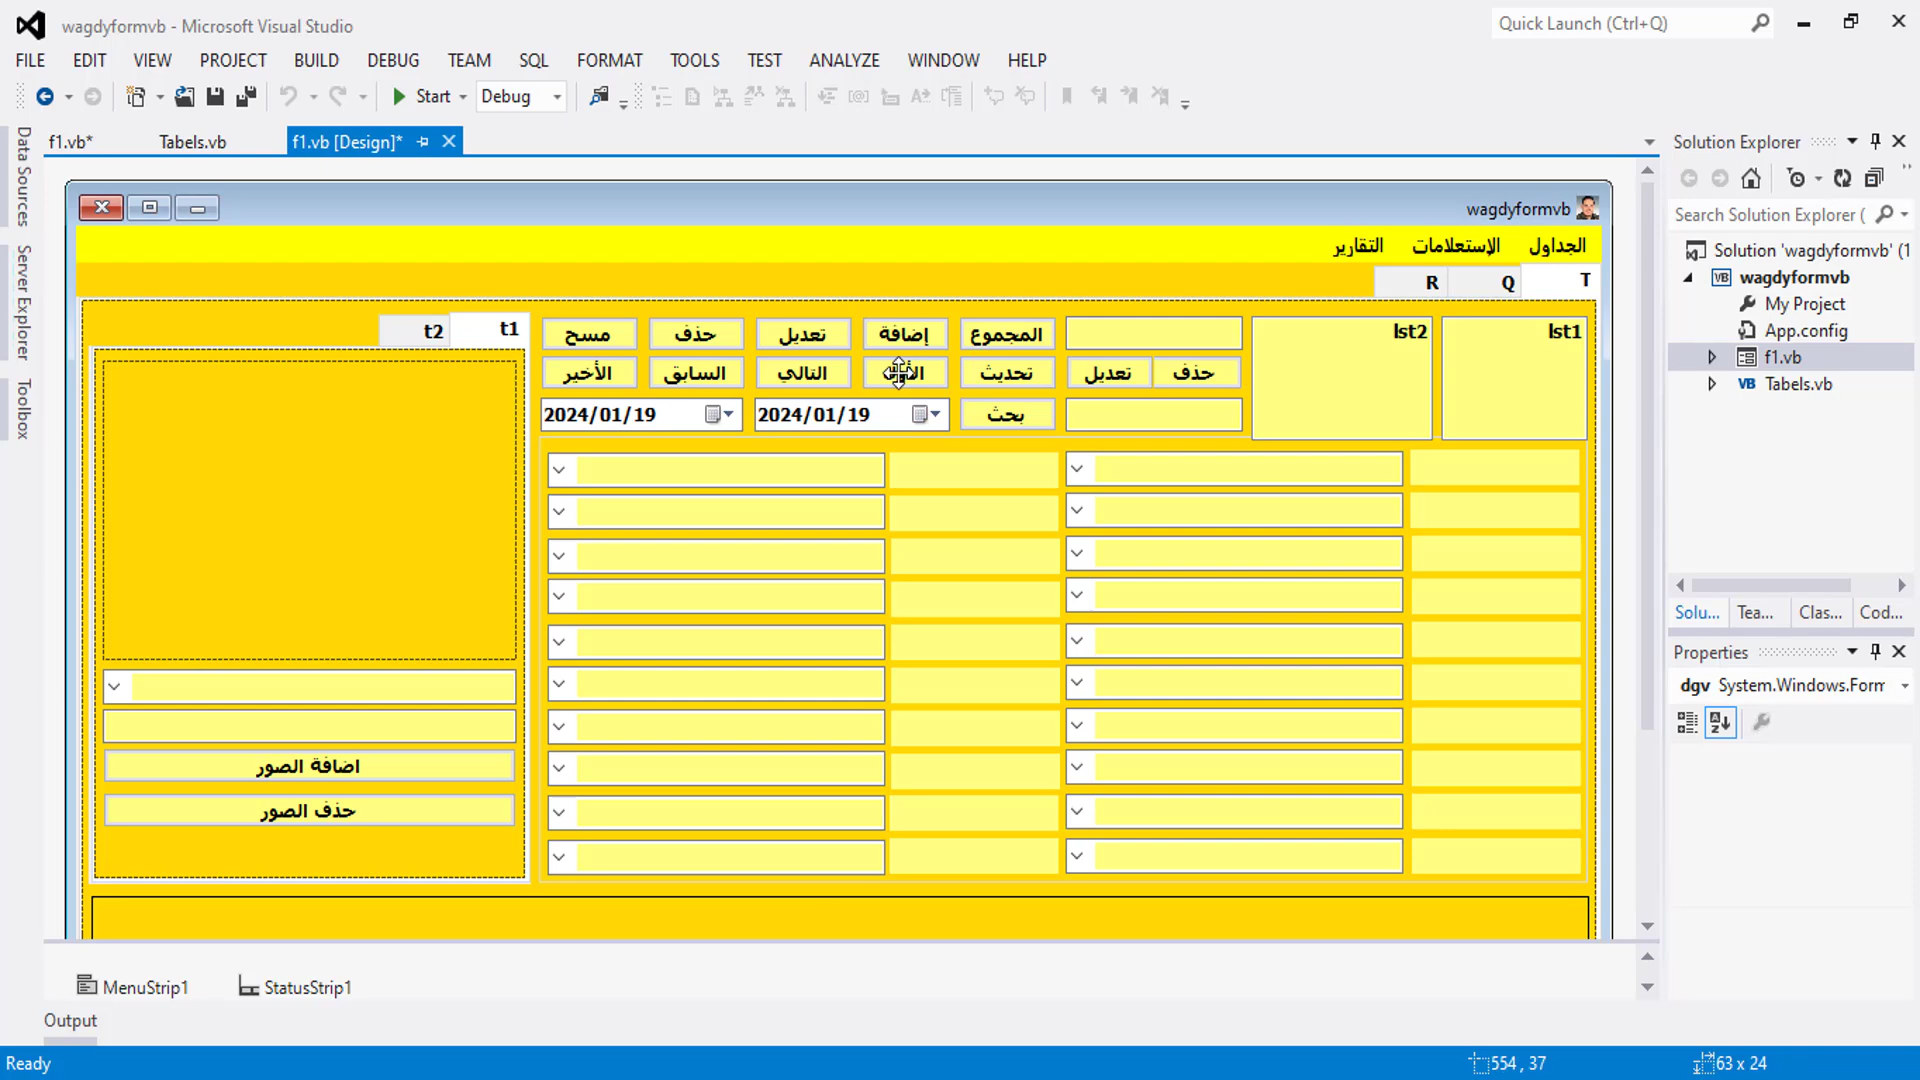 wagdyformvb - Microsoft Visual Studio
Quick Launch (Ctrl+Q)
FILE EDIT VIEW PROJECT BUILD DEBUG TEAM SQL FORMAT TOOLS TEST ANALYZE WINDOW HELP
Start Debug
f1.vb* Tabels.vb f1.vb [Design]*
Data Sources
Server Explorer
Toolbox
wagdyformvb
الجداول الإستعلامات التقارير
T Q R
t1 t2
lst1 lst2
المجموع إضافة تعديل حذف مسح
حذف تعديل تحديث التالي السابق الأخير
بحث 2024/01/19 2024/01/19
اضافة الصور
حذف الصور
MenuStrip1 StatusStrip1
Output
Solution Explorer
Search Solution Explorer (
Solution 'wagdyformvb' (1
wagdyformvb
My Project
App.config
f1.vb
Tabels.vb
Solu... Tea... Clas... Cod...
Properties
dgv System.Windows.Form
Ready
554 , 37
63 x 24